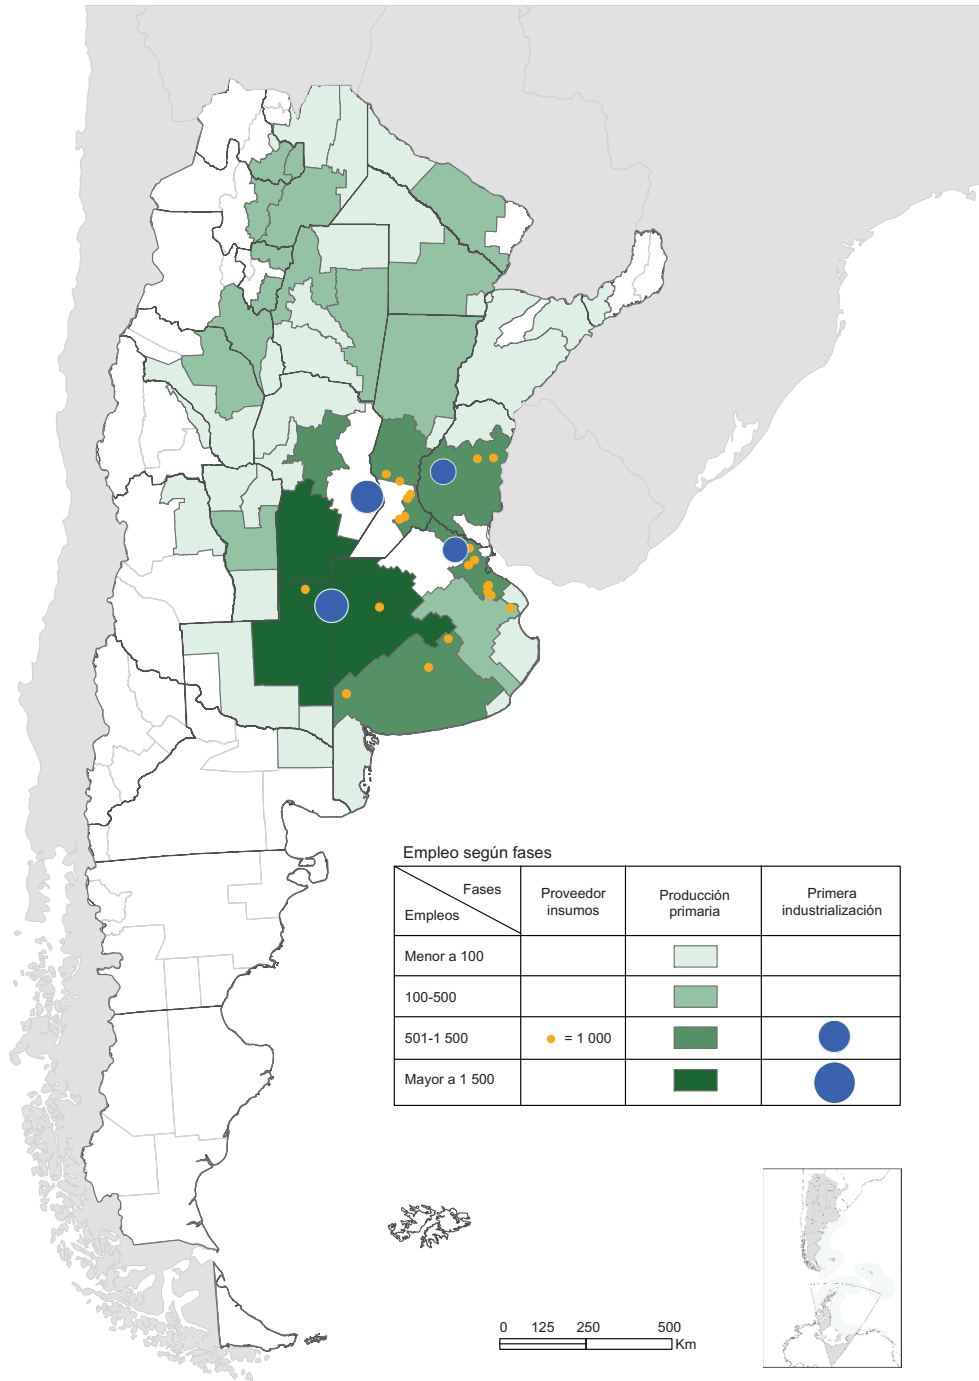 Empleo según fases
Fases
Empleos
Proveedor
insumos
Producción
primaria
Primera
industrialización
Menor a 100
100-500
501-1 500
= 1 000
Mayor a 1 500
0 125 250 500
Km